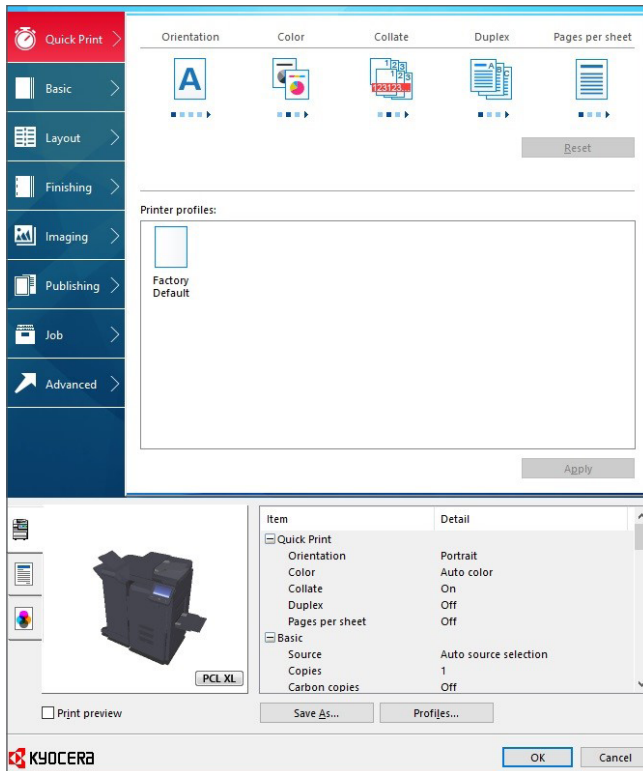 Quick Print
Basic
Layout
Finishing
Imaging
Publishing
Job
Advanced
Orientation Color Collate Duplex Pages per sheet
A
123
123
123123
A B C
Reset
Printer profiles:
Factory
Default
Apply
Item Detail
Quick Print
Orientation Portrait
Color Auto color
Collate On
Duplex Off
Pages per sheet Off
Basic
Source Auto source selection
Copies 1
Carbon copies Off
PCL XL
Print preview
Save As... Profiles...
KYOCERA
OK Cancel